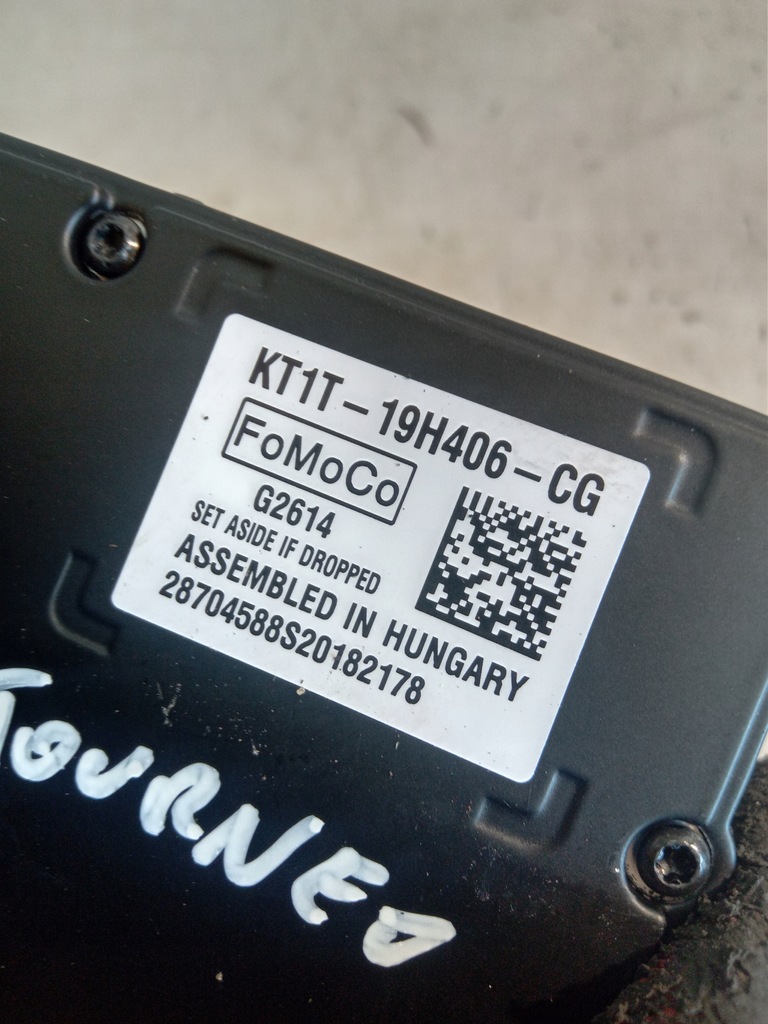 KT1T-19H406-CG
FoMoCo
G2614
SET ASIDE IF DROPPED
ASSEMBLED IN HUNGARY
28704588S20182178
TOURNEO